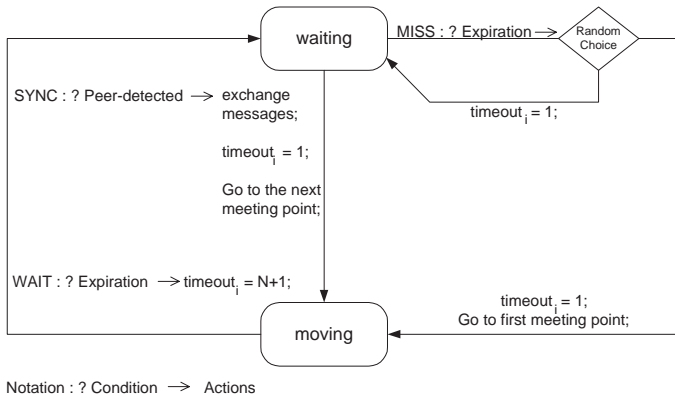 waiting
MISS : ? Expiration →
Random
Choice
timeout i = 1;
SYNC : ? Peer-detected → exchange
messages;
timeout i = 1;
Go to the next
meeting point;
WAIT : ? Expiration → timeout i = N+1;
moving
timeout i = 1;
Go to first meeting point;
Notation : ? Condition → Actions